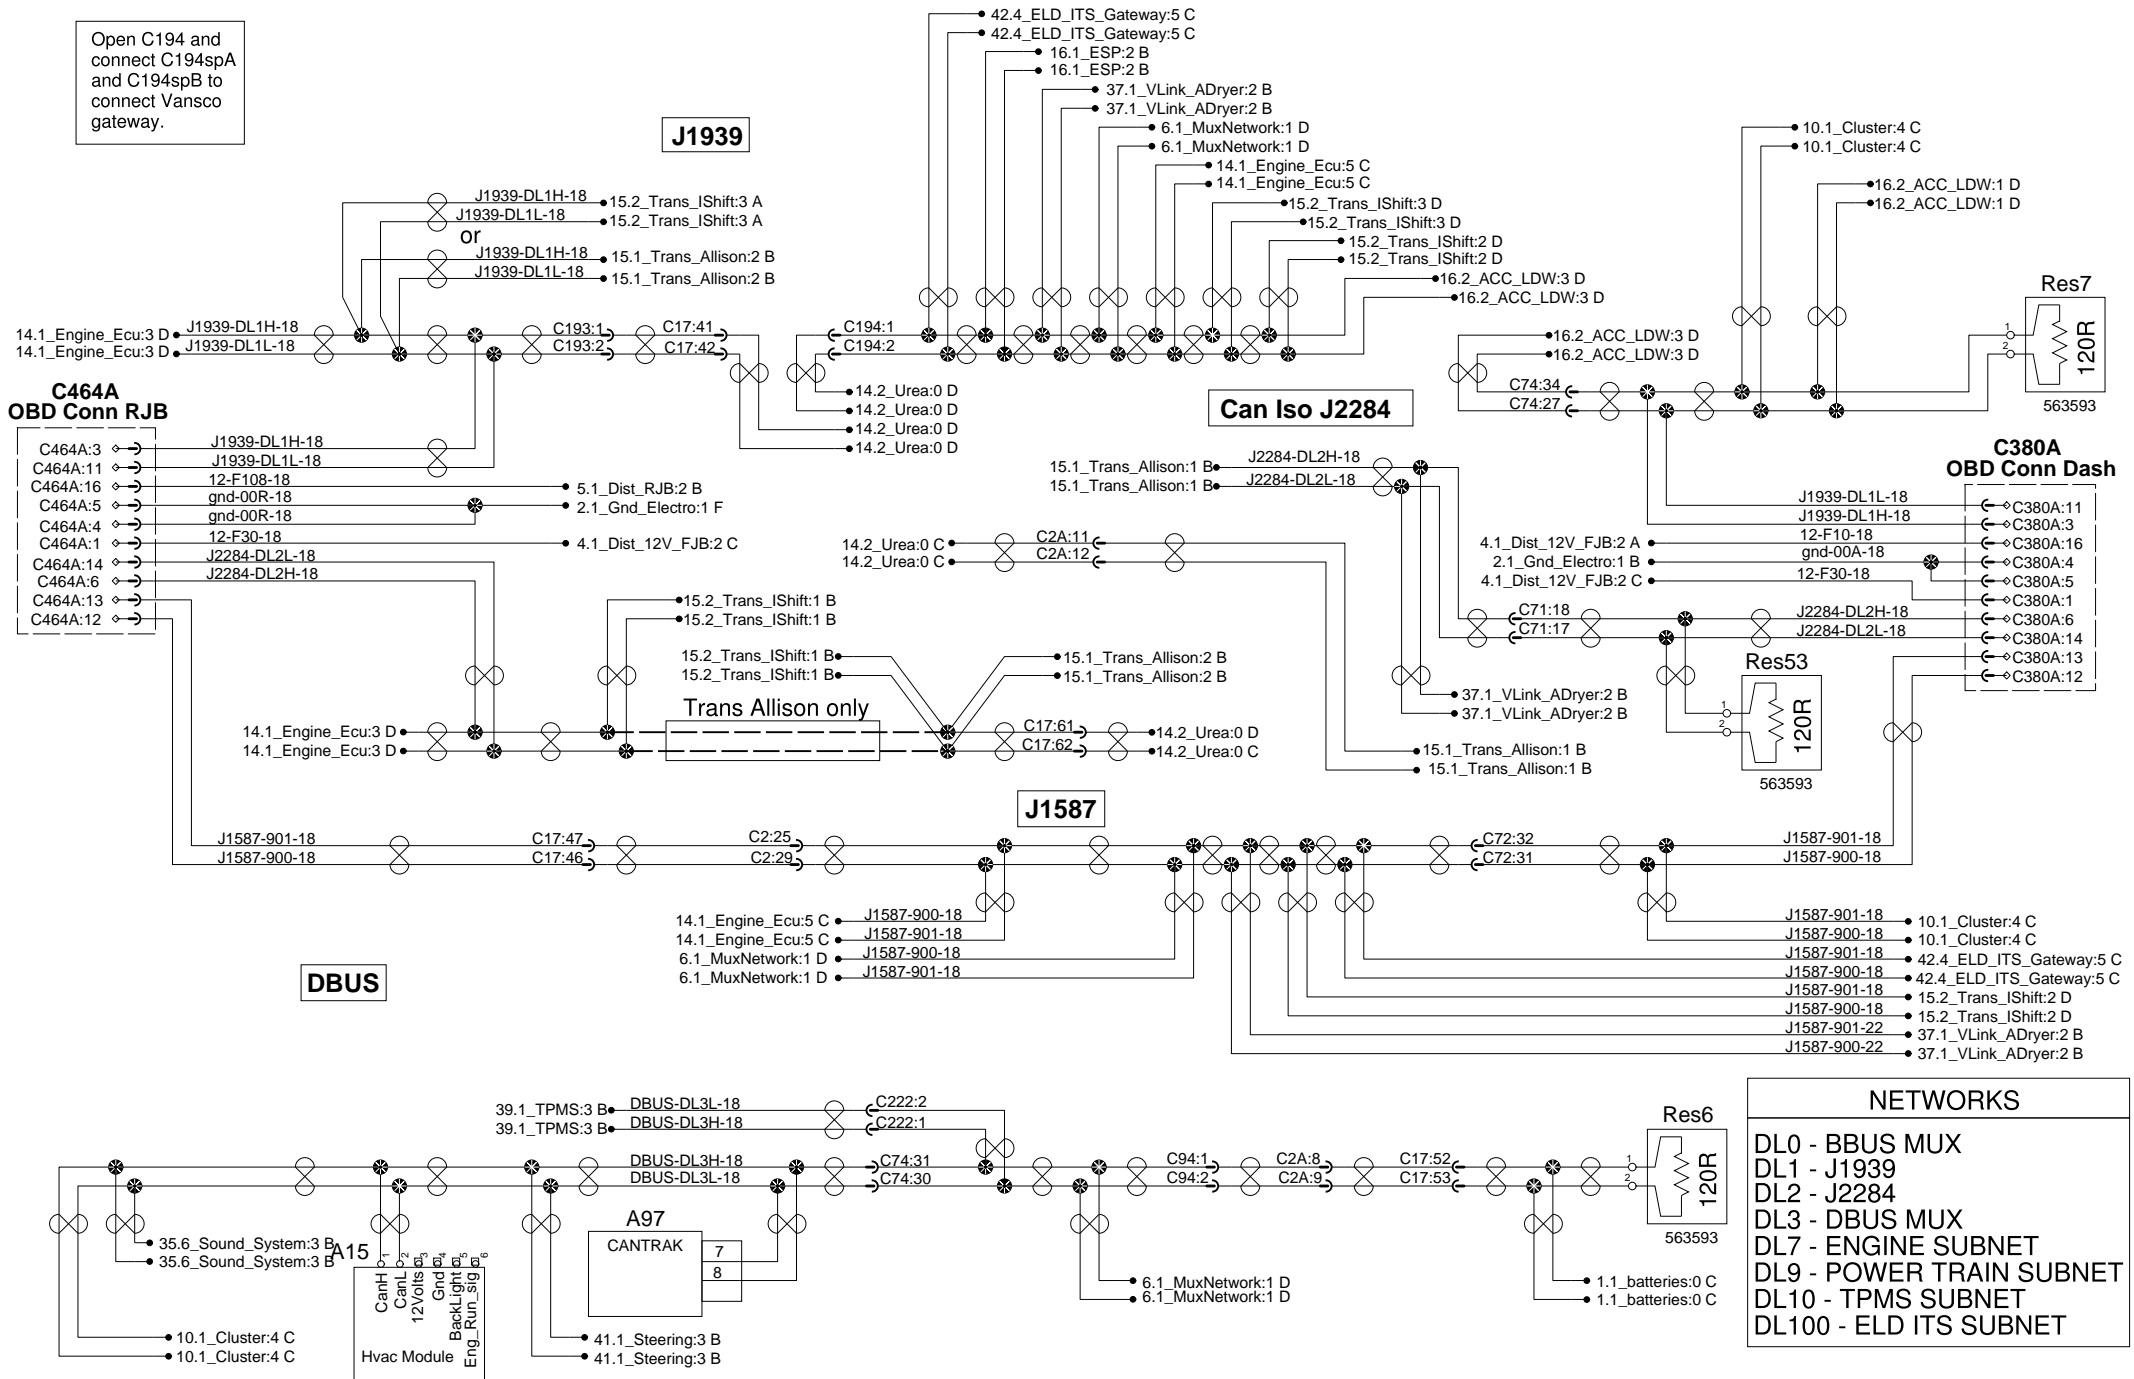 Open C194 and
connect C194spA
and C194spB to
connect Vansco
gateway.
J1939
42.4_ELD_ITS_Gateway:5 C
42.4_ELD_ITS_Gateway:5 C
16.1_ESP:2 B
16.1_ESP:2 B
37.1_VLink_ADryer:2 B
37.1_VLink_ADryer:2 B
6.1_MuxNetwork:1 D
6.1_MuxNetwork:1 D
14.1_Engine_Ecu:5 C
14.1_Engine_Ecu:5 C
15.2_Trans_IShift:3 D
15.2_Trans_IShift:3 D
15.2_Trans_IShift:2 D
15.2_Trans_IShift:2 D
16.2_ACC_LDW:3 D
16.2_ACC_LDW:3 D
10.1_Cluster:4 C
10.1_Cluster:4 C
16.2_ACC_LDW:1 D
16.2_ACC_LDW:1 D
J1939-DL1H-18 15.2_Trans_IShift:3 A
J1939-DL1L-18 15.2_Trans_IShift:3 A
or
J1939-DL1H-18 15.1_Trans_Allison:2 B
J1939-DL1L-18 15.1_Trans_Allison:2 B
14.1_Engine_Ecu:3 D J1939-DL1H-18 C193:1 C17:41 C194:1
14.1_Engine_Ecu:3 D J1939-DL1L-18 C193:2 C17:42 C194:2
14.2_Urea:0 D
14.2_Urea:0 D
14.2_Urea:0 D
14.2_Urea:0 D
16.2_ACC_LDW:3 D
16.2_ACC_LDW:3 D
C74:34
C74:27
Res7
1
2
120R
563593
C464A
OBD Conn RJB
C464A:3 J1939-DL1H-18
C464A:11 J1939-DL1L-18
C464A:16 12-F108-18 5.1_Dist_RJB:2 B
C464A:5 gnd-00R-18 2.1_Gnd_Electro:1 F
C464A:4 gnd-00R-18
C464A:1 12-F30-18 4.1_Dist_12V_FJB:2 C
C464A:14 J2284-DL2L-18
C464A:6 J2284-DL2H-18
C464A:13
C464A:12
Can Iso J2284
15.1_Trans_Allison:1 B J2284-DL2H-18
15.1_Trans_Allison:1 B J2284-DL2L-18
14.2_Urea:0 C C2A:11
14.2_Urea:0 C C2A:12
C380A
OBD Conn Dash
J1939-DL1L-18 C380A:11
J1939-DL1H-18 C380A:3
4.1_Dist_12V_FJB:2 A 12-F10-18 C380A:16
2.1_Gnd_Electro:1 B gnd-00A-18 C380A:4
4.1_Dist_12V_FJB:2 C 12-F30-18 C380A:5
C380A:1
C71:18 J2284-DL2H-18 C380A:6
C71:17 J2284-DL2L-18 C380A:14
C380A:13
C380A:12
Res53
1
2
120R
563593
15.2_Trans_IShift:1 B
15.2_Trans_IShift:1 B
15.2_Trans_IShift:1 B 15.1_Trans_Allison:2 B
15.2_Trans_IShift:1 B 15.1_Trans_Allison:2 B
Trans Allison only
14.1_Engine_Ecu:3 D C17:61 14.2_Urea:0 D
14.1_Engine_Ecu:3 D C17:62 14.2_Urea:0 C
37.1_VLink_ADryer:2 B
37.1_VLink_ADryer:2 B
15.1_Trans_Allison:1 B
15.1_Trans_Allison:1 B
J1587
J1587-901-18 C17:47 C2:25 C72:32 J1587-901-18
J1587-900-18 C17:46 C2:29 C72:31 J1587-900-18
14.1_Engine_Ecu:5 C J1587-900-18
14.1_Engine_Ecu:5 C J1587-901-18
6.1_MuxNetwork:1 D J1587-900-18
6.1_MuxNetwork:1 D J1587-901-18
J1587-901-18 10.1_Cluster:4 C
J1587-900-18 10.1_Cluster:4 C
J1587-901-18 42.4_ELD_ITS_Gateway:5 C
J1587-900-18 42.4_ELD_ITS_Gateway:5 C
J1587-901-18 15.2_Trans_IShift:2 D
J1587-900-18 15.2_Trans_IShift:2 D
J1587-901-22 37.1_VLink_ADryer:2 B
J1587-900-22 37.1_VLink_ADryer:2 B
DBUS
39.1_TPMS:3 B DBUS-DL3L-18 C222:2
39.1_TPMS:3 B DBUS-DL3H-18 C222:1
DBUS-DL3H-18 C74:31 C94:1 C2A:8 C17:52
DBUS-DL3L-18 C74:30 C94:2 C2A:9 C17:53
Res6
1
2
120R
563593
35.6_Sound_System:3 B
35.6_Sound_System:3 B
A15
1 2 3 4 5 6
CanH
CanL
12Volts
Gnd
BackLight
Eng_Run_sig
Hvac Module
10.1_Cluster:4 C
10.1_Cluster:4 C
A97
CANTRAK
7
8
41.1_Steering:3 B
41.1_Steering:3 B
6.1_MuxNetwork:1 D
6.1_MuxNetwork:1 D
1.1_batteries:0 C
1.1_batteries:0 C
NETWORKS
DL0 - BBUS MUX
DL1 - J1939
DL2 - J2284
DL3 - DBUS MUX
DL7 - ENGINE SUBNET
DL9 - POWER TRAIN SUBNET
DL10 - TPMS SUBNET
DL100 - ELD ITS SUBNET